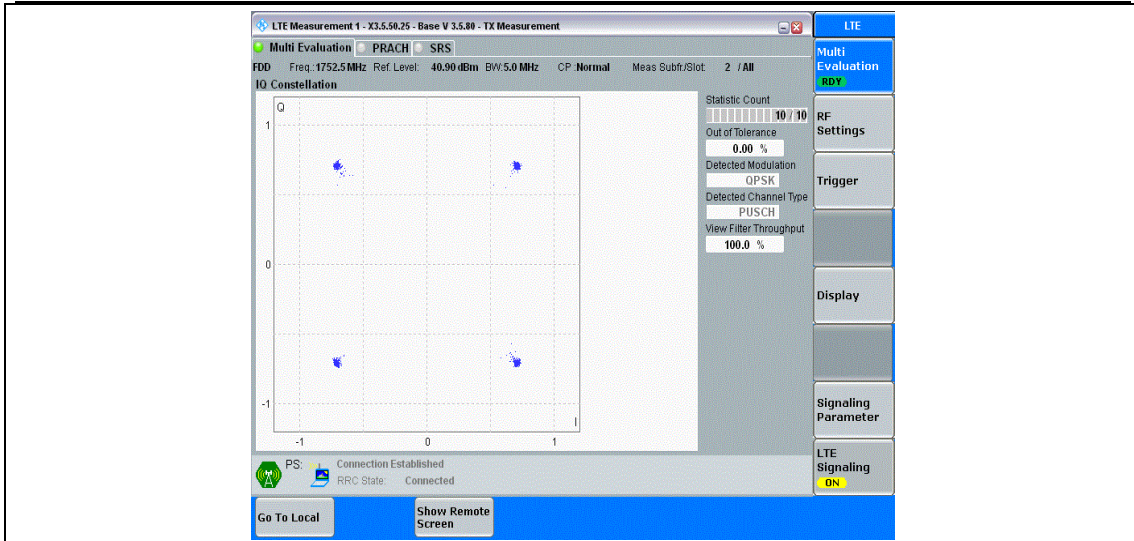 LTE Measurement 1 - X3.5.50.25 - Base V 3.5.80 - TX Measurement
LTE
Multi Evaluation PRACH SRS
FDD Freq.:1752.5 MHz Ref. Level: 40.90 dBm BW:5.0 MHz CP :Normal Meas Subfr./Slot: 2 / All
IQ Constellation
Q
1
0
-1
-1 0 1
I
Statistic Count
10 / 10
Out of Tolerance
0.00 %
Detected Modulation
QPSK
Detected Channel Type
PUSCH
View Filter Throughput
100.0 %
Multi
Evaluation
RDY
RF
Settings
Trigger
Display
Signaling
Parameter
LTE
Signaling
ON
PS: Connection Established
RRC State: Connected
Go To Local
Show Remote
Screen